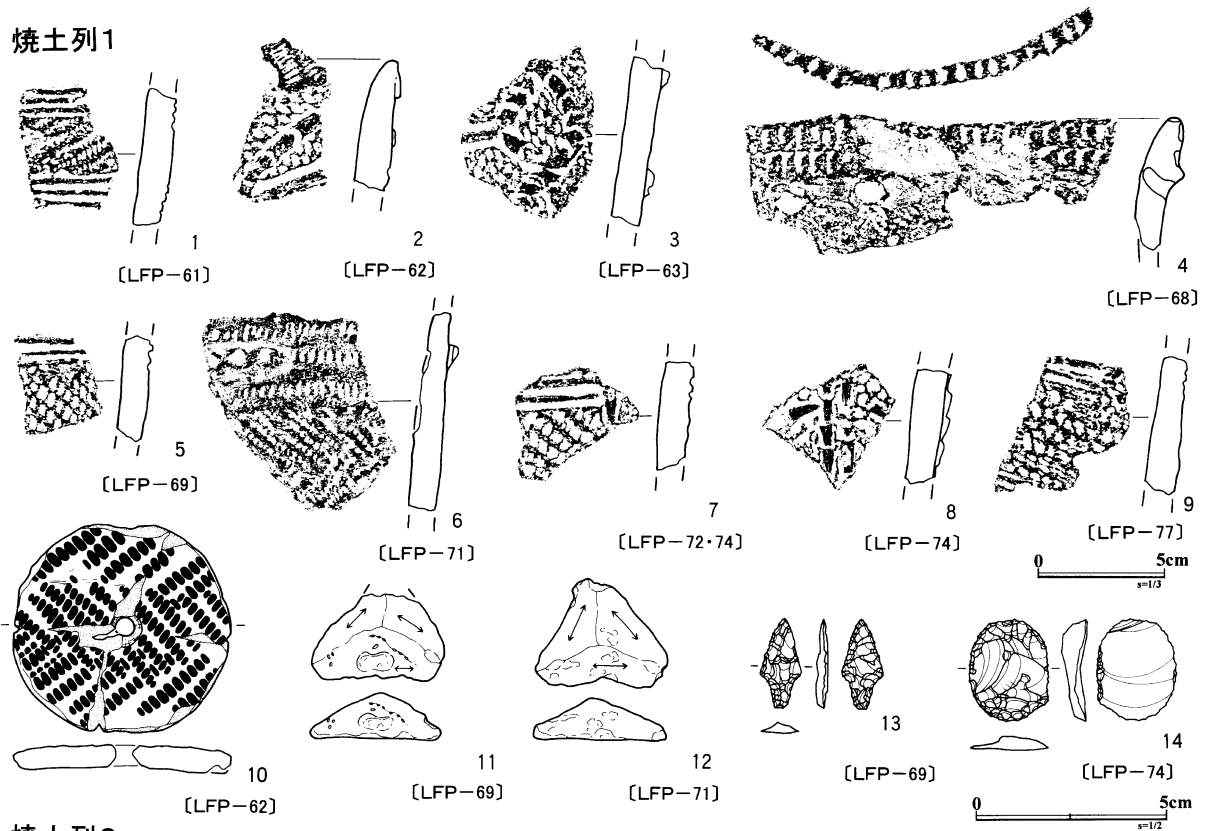 焼土列1
1
〔LFP－61〕
2
〔LFP－62〕
3
〔LFP－63〕
4
〔LFP－68〕
5
〔LFP－69〕
6
〔LFP－71〕
7
〔LFP－72・74〕
8
〔LFP－74〕
9
〔LFP－77〕
0 5cm
s=1/3
10
〔LFP－62〕
11
〔LFP－69〕
12
〔LFP－71〕
13
〔LFP－69〕
14
〔LFP－74〕
0 5cm
s=1/2